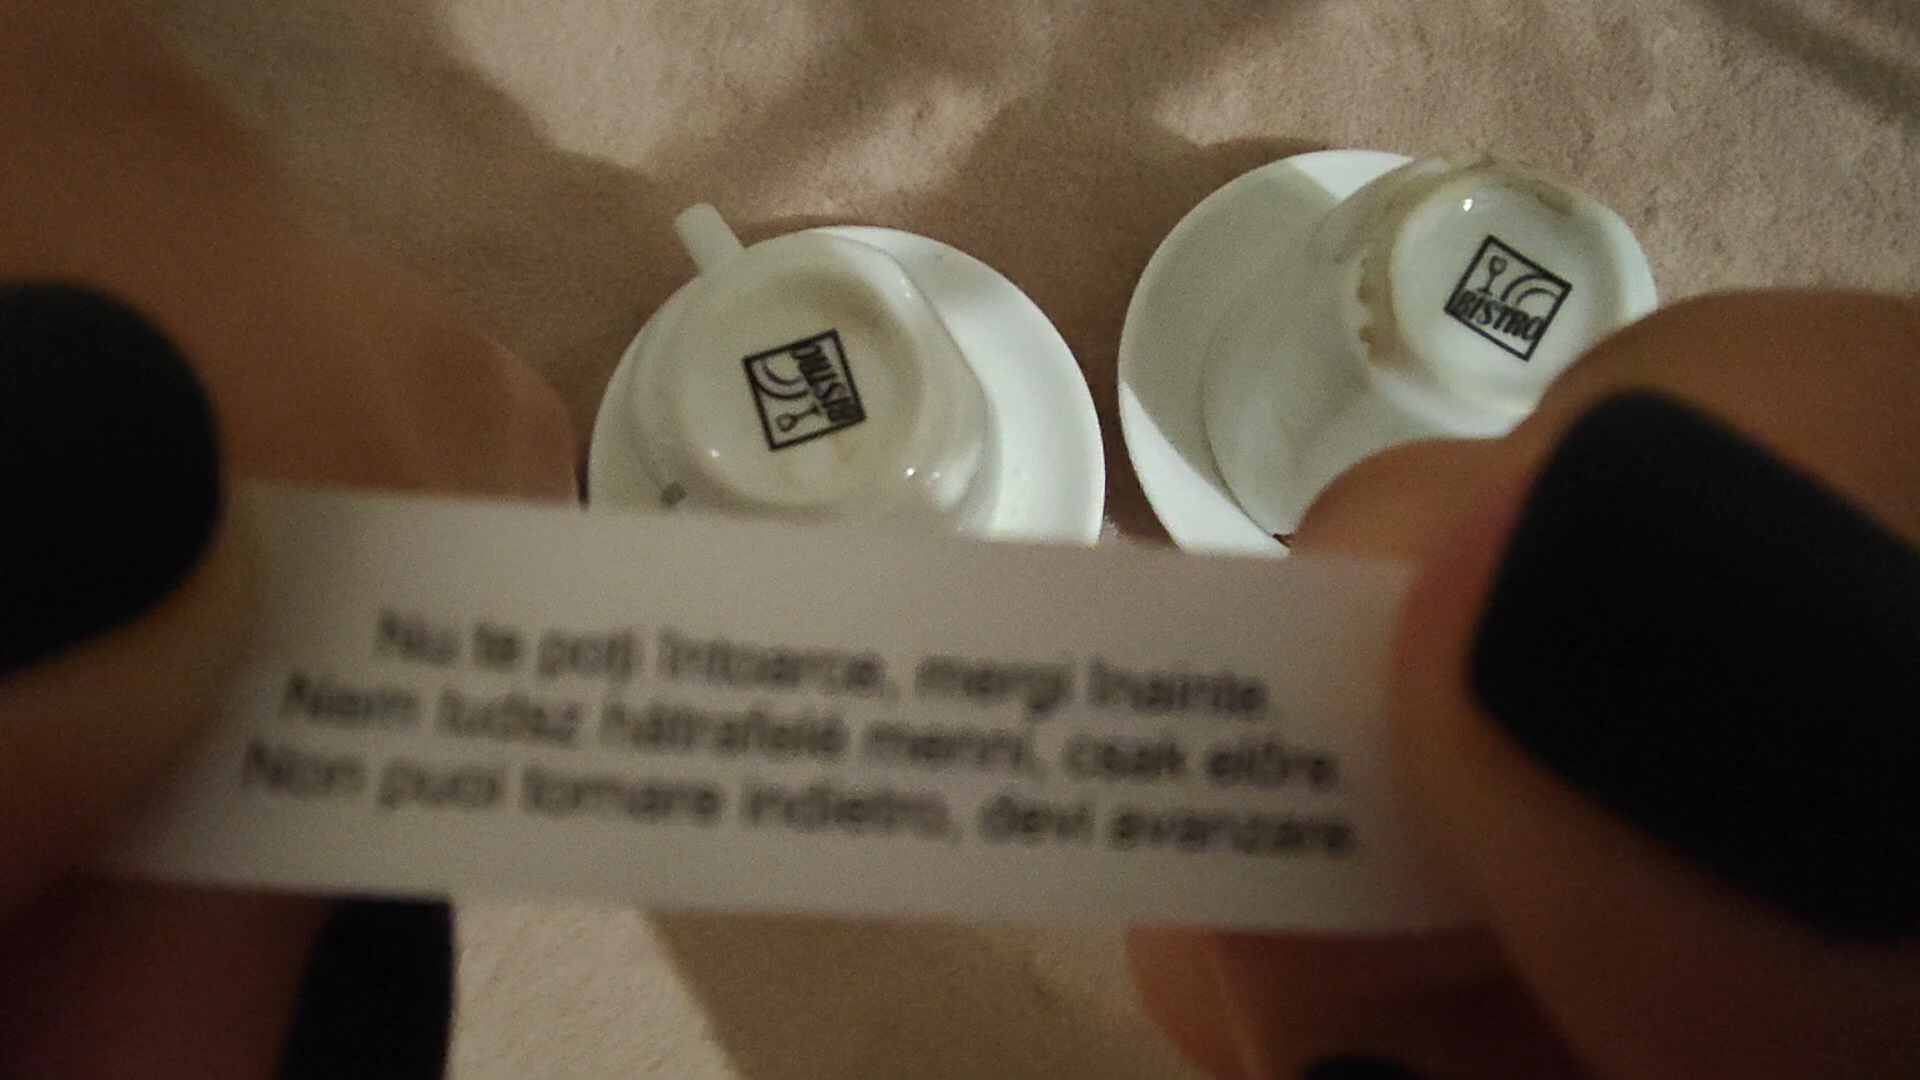 BISTRO
BISTRO
Nu te poți întoarce, mergi înainte.
Nem tudsz hátrafelé menni, csak előre.
Non puoi tornare indietro, devi avanzare.